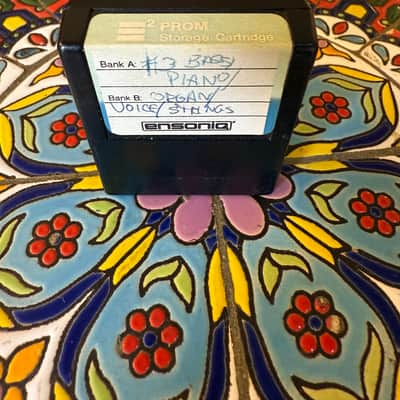 E² PROM
Storage Cartridge
Bank A: #3 BASS/
PIANO/
Bank B: ORGAN/
VOICE/STRINGS
ensoniq